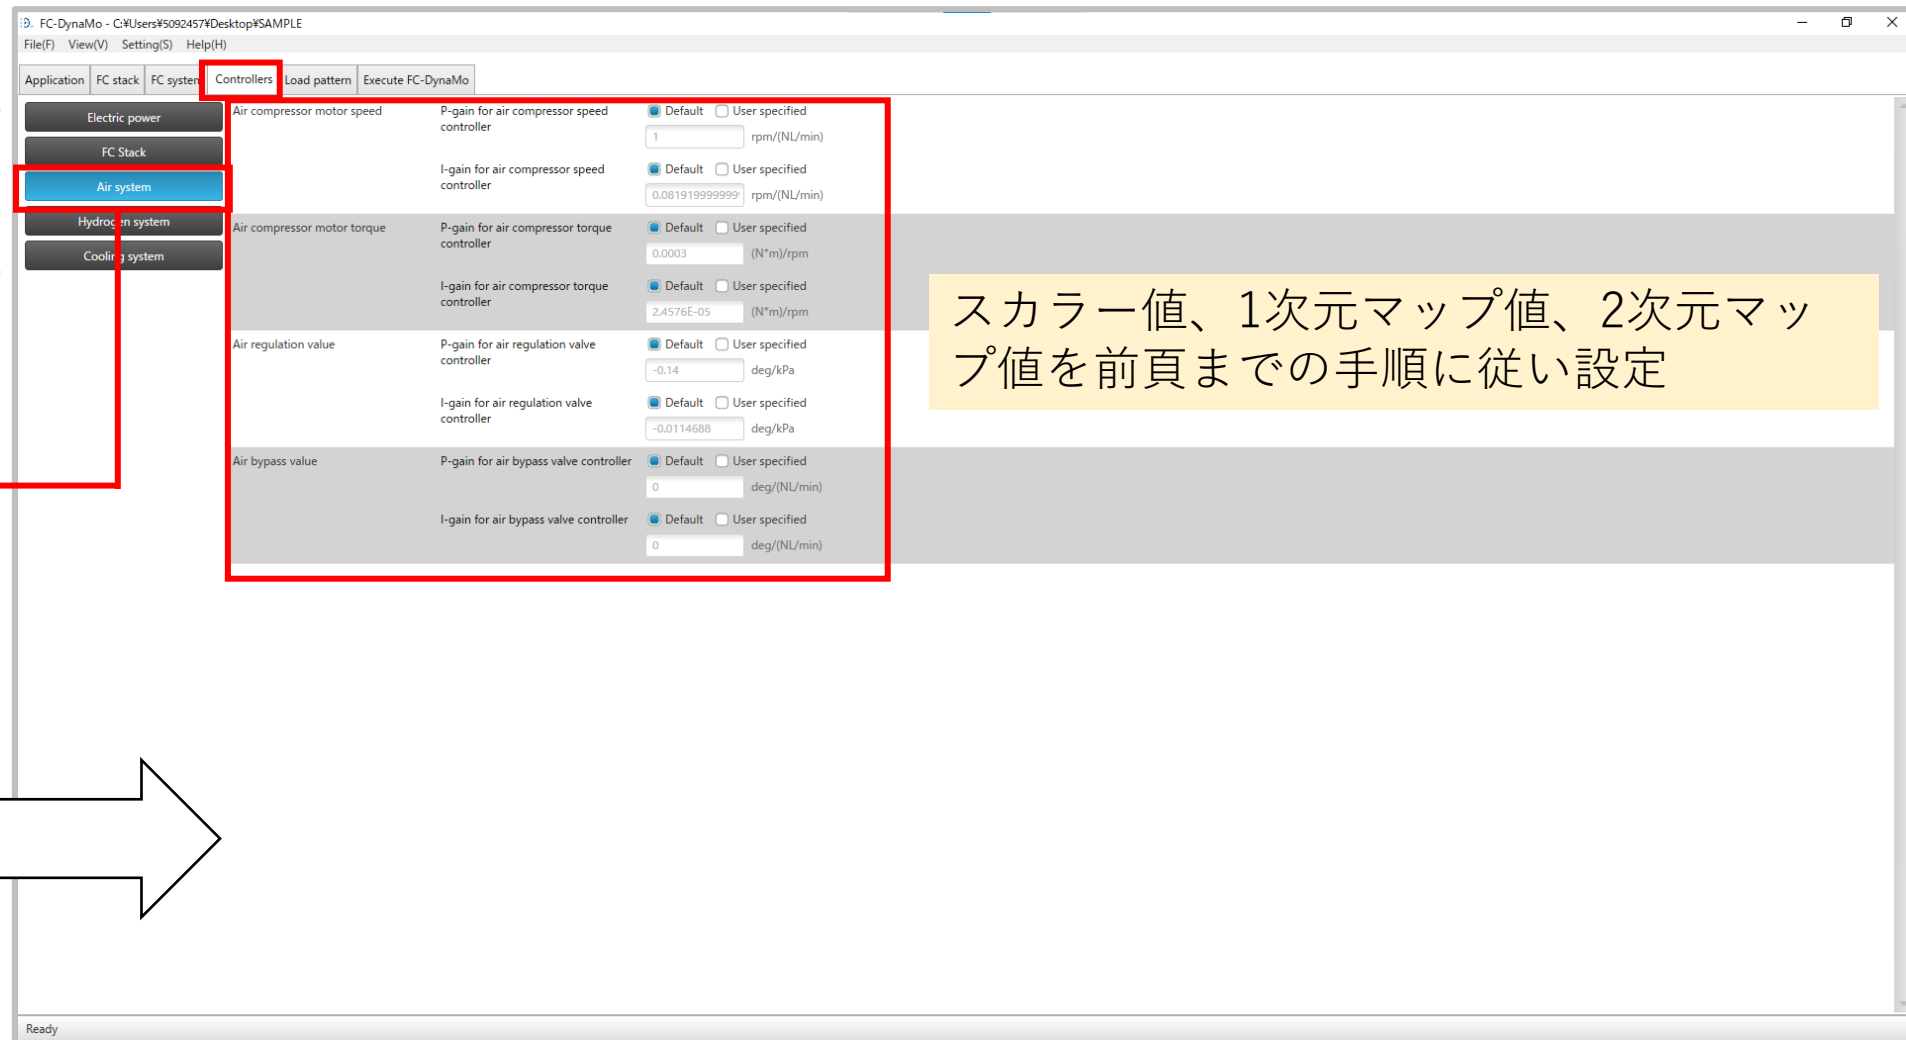 FC-DynaMo - C:¥Users¥5092457¥Desktop¥SAMPLE
File(F) View(V) Setting(S) Help(H)
Application FC stack FC system Controllers Load pattern Execute FC-DynaMo
Electric power
FC Stack
Air system
Hydrogen system
Cooling system
Air compressor motor speed
P-gain for air compressor speed
controller
Default User specified
1 rpm/(NL/min)
I-gain for air compressor speed
controller
Default User specified
0.081919999999 rpm/(NL/min)
Air compressor motor torque
P-gain for air compressor torque
controller
Default User specified
0.0003 (N*m)/rpm
I-gain for air compressor torque
controller
Default User specified
2.4576E-05 (N*m)/rpm
Air regulation value
P-gain for air regulation valve
controller
Default User specified
-0.14 deg/kPa
I-gain for air regulation valve
controller
Default User specified
-0.0114688 deg/kPa
Air bypass value
P-gain for air bypass valve controller
Default User specified
0 deg/(NL/min)
I-gain for air bypass valve controller
Default User specified
0 deg/(NL/min)
スカラー値、1次元マップ値、2次元マッ
プ値を前頁までの手順に従い設定
Ready